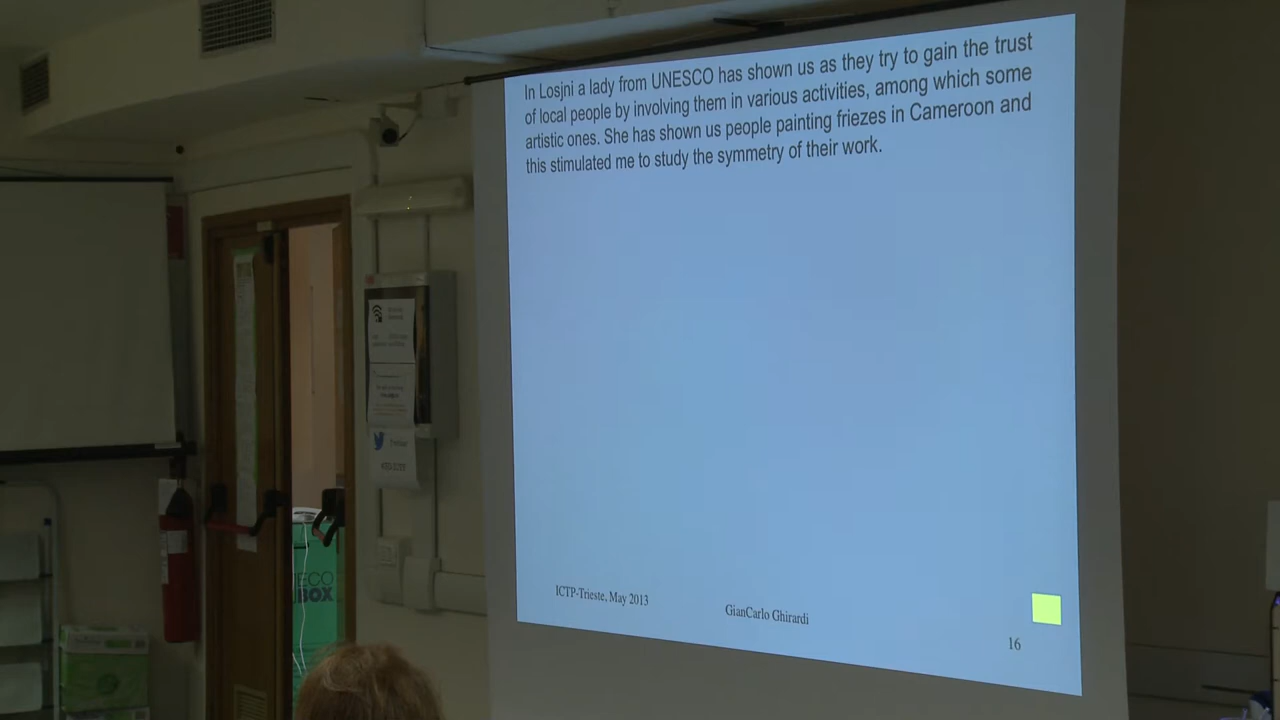 In Losjni a lady from UNESCO has shown us as they try to gain the trust
of local people by involving them in various activities, among which some
artistic ones. She has shown us people painting friezes in Cameroon and
this stimulated me to study the symmetry of their work.
ICTP-Trieste, May 2013
GianCarlo Ghirardi
16
ECO
BOX